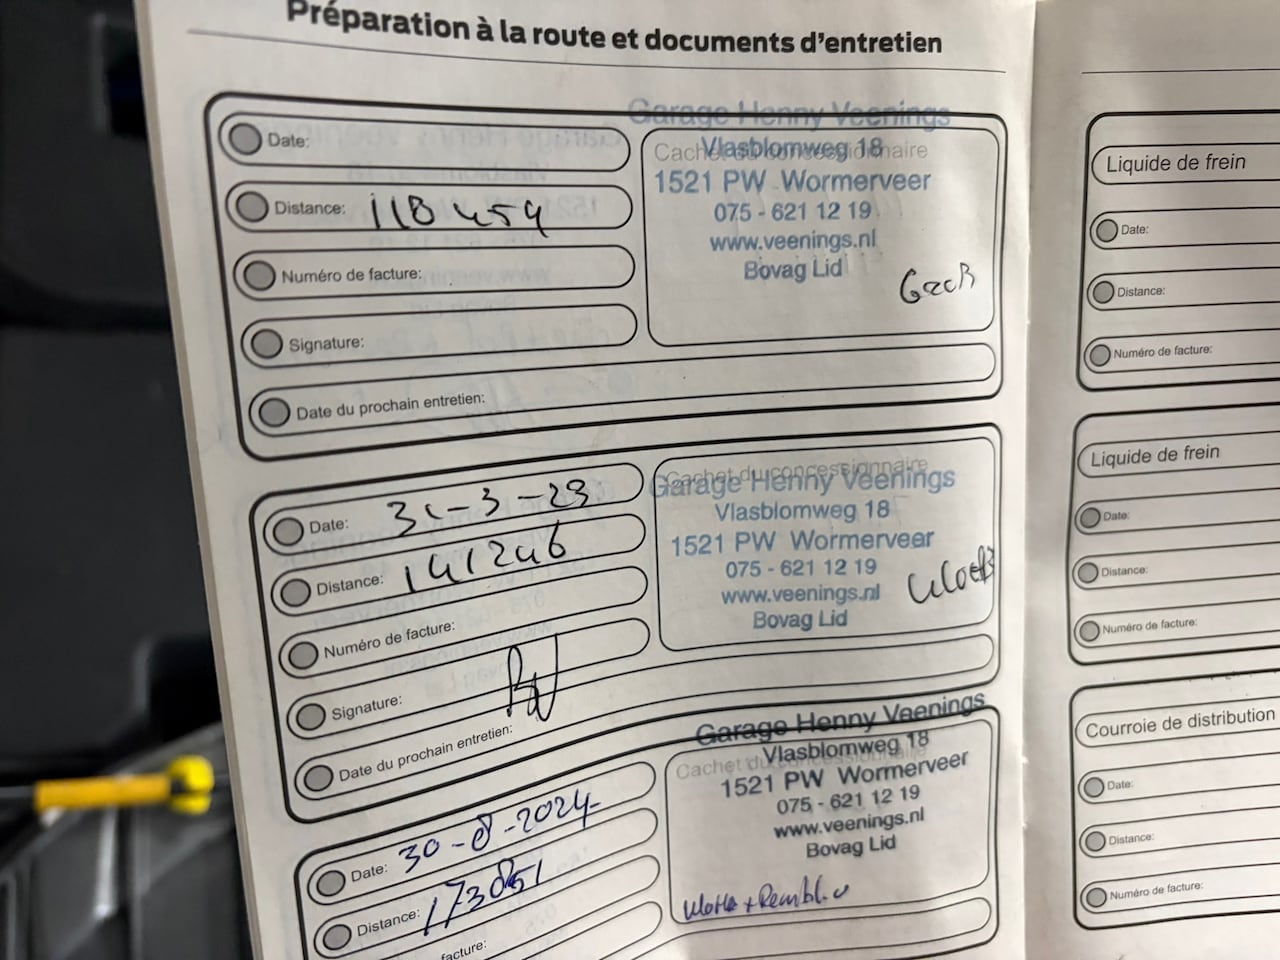 Préparation à la route et documents d'entretien
Date:
Distance: 118454
Numéro de facture:
Signature:
Date du prochain entretien:
Cachet du concessionnaire
Garage Henny Veenings
Vlasblomweg 18
1521 PW Wormerveer
075 - 621 12 19
www.veenings.nl
Bovag Lid
Date: 31-3-23
Distance: 141246
Numéro de facture:
Signature:
Date du prochain entretien:
Cachet du concessionnaire
Garage Henny Veenings
Vlasblomweg 18
1521 PW Wormerveer
075 - 621 12 19
www.veenings.nl
Bovag Lid
Date: 30-8-2024
Distance: 173851
facture:
Cachet du concessionnaire
Garage Henny Veenings
Vlasblomweg 18
1521 PW Wormerveer
075 - 621 12 19
www.veenings.nl
Bovag Lid
Liquide de frein
Date:
Distance:
Numéro de facture:
Liquide de frein
Date:
Distance:
Numéro de facture:
Courroie de distribution
Date:
Distance:
Numéro de facture: